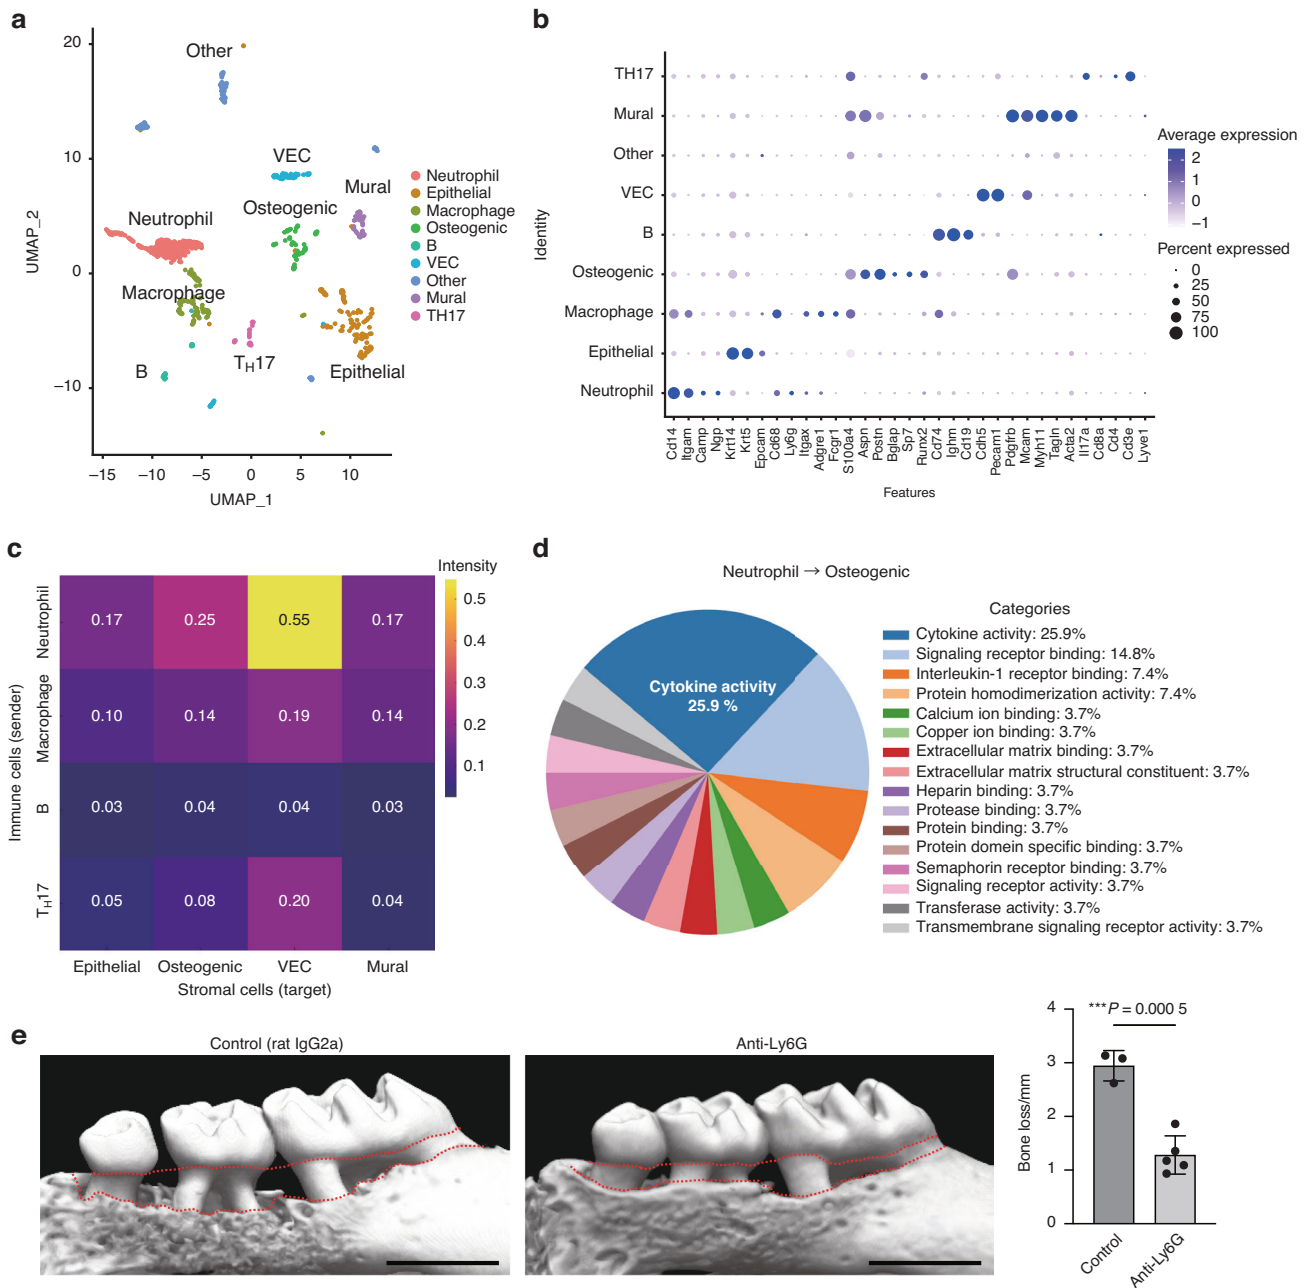 a
20
10
0
−10
UMAP_2
−15
−10
−5
0
5
10
UMAP_1
Other
VEC
Mural
Osteogenic
Neutrophil
Macrophage
B
TH17
Epithelial
Neutrophil
Epithelial
Macrophage
Osteogenic
B
VEC
Other
Mural
TH17
b
Identity
TH17
Mural
Other
VEC
B
Osteogenic
Macrophage
Epithelial
Neutrophil
Cd14
Itgam
Camp
Ngp
Krt14
Krt5
Epcam
Cd68
Ly6g
Itgax
Adgre1
Fcgr1
S100a4
Aspn
Postn
Bglap
Sp7
Runx2
Cd74
Ighm
Cd19
Cdh5
Pecam1
Pdgfrb
Mcam
Myh11
Tagln
Acta2
Il17a
Cd8a
Cd4
Cd3e
Lyve1
Features
Average expression
2
1
0
−1
Percent expressed
0
25
50
75
100
c
Immune cells (sender)
Neutrophil
Macrophage
B
TH17
0.17 0.25 0.55 0.17
0.10 0.14 0.19 0.14
0.03 0.04 0.04 0.03
0.05 0.08 0.20 0.04
Epithelial Osteogenic VEC Mural
Stromal cells (target)
Intensity
0.5
0.4
0.3
0.2
0.1
d
Neutrophil → Osteogenic
Cytokine activity
25.9 %
Categories
Cytokine activity: 25.9%
Signaling receptor binding: 14.8%
Interleukin-1 receptor binding: 7.4%
Protein homodimerization activity: 7.4%
Calcium ion binding: 3.7%
Copper ion binding: 3.7%
Extracellular matrix binding: 3.7%
Extracellular matrix structural constituent: 3.7%
Heparin binding: 3.7%
Protease binding: 3.7%
Protein binding: 3.7%
Protein domein specific binding: 3.7%
Semaphorin receptor binding: 3.7%
Signaling receptor activity: 3.7%
Transferase activity: 3.7%
Transmembrane signaling receptor activity: 3.7%
e
Control (rat IgG2a)
Anti-Ly6G
***P = 0.000 5
Bone loss/mm
4
3
2
1
0
Control
Anti-Ly6G